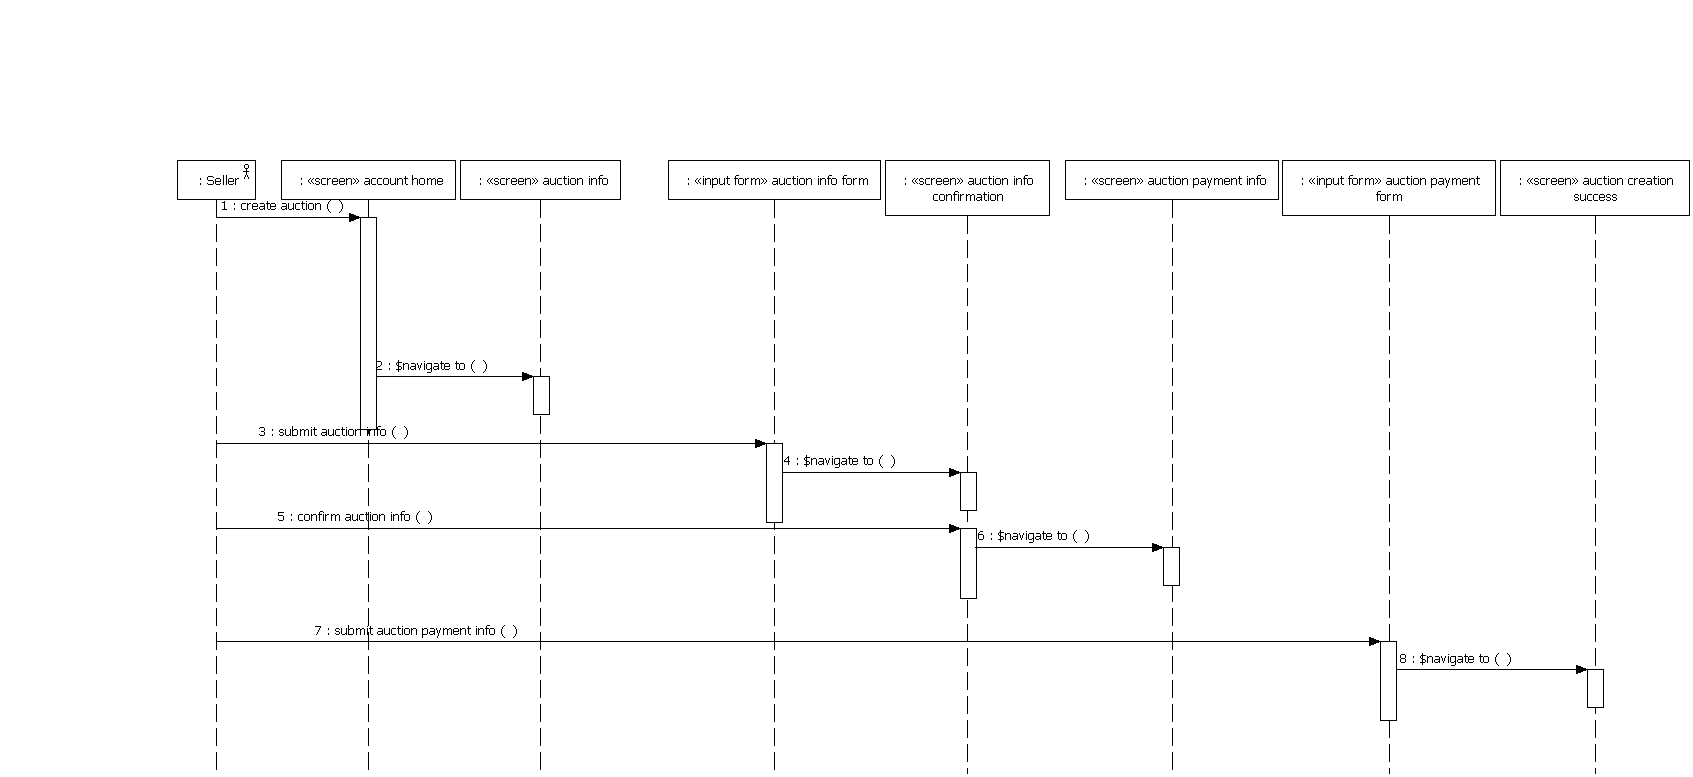 : Seller
: «screen» account home
: «screen» auction info
: «input form» auction info form
: «screen» auction info
confirmation
: «screen» auction payment info
: «input form» auction payment
form
: «screen» auction creation
success
1 : create auction ( )
2 : $navigate to ( )
3 : submit auction info ( )
4 : $navigate to ( )
5 : confirm auction info ( )
6 : $navigate to ( )
7 : submit auction payment info ( )
8 : $navigate to ( )